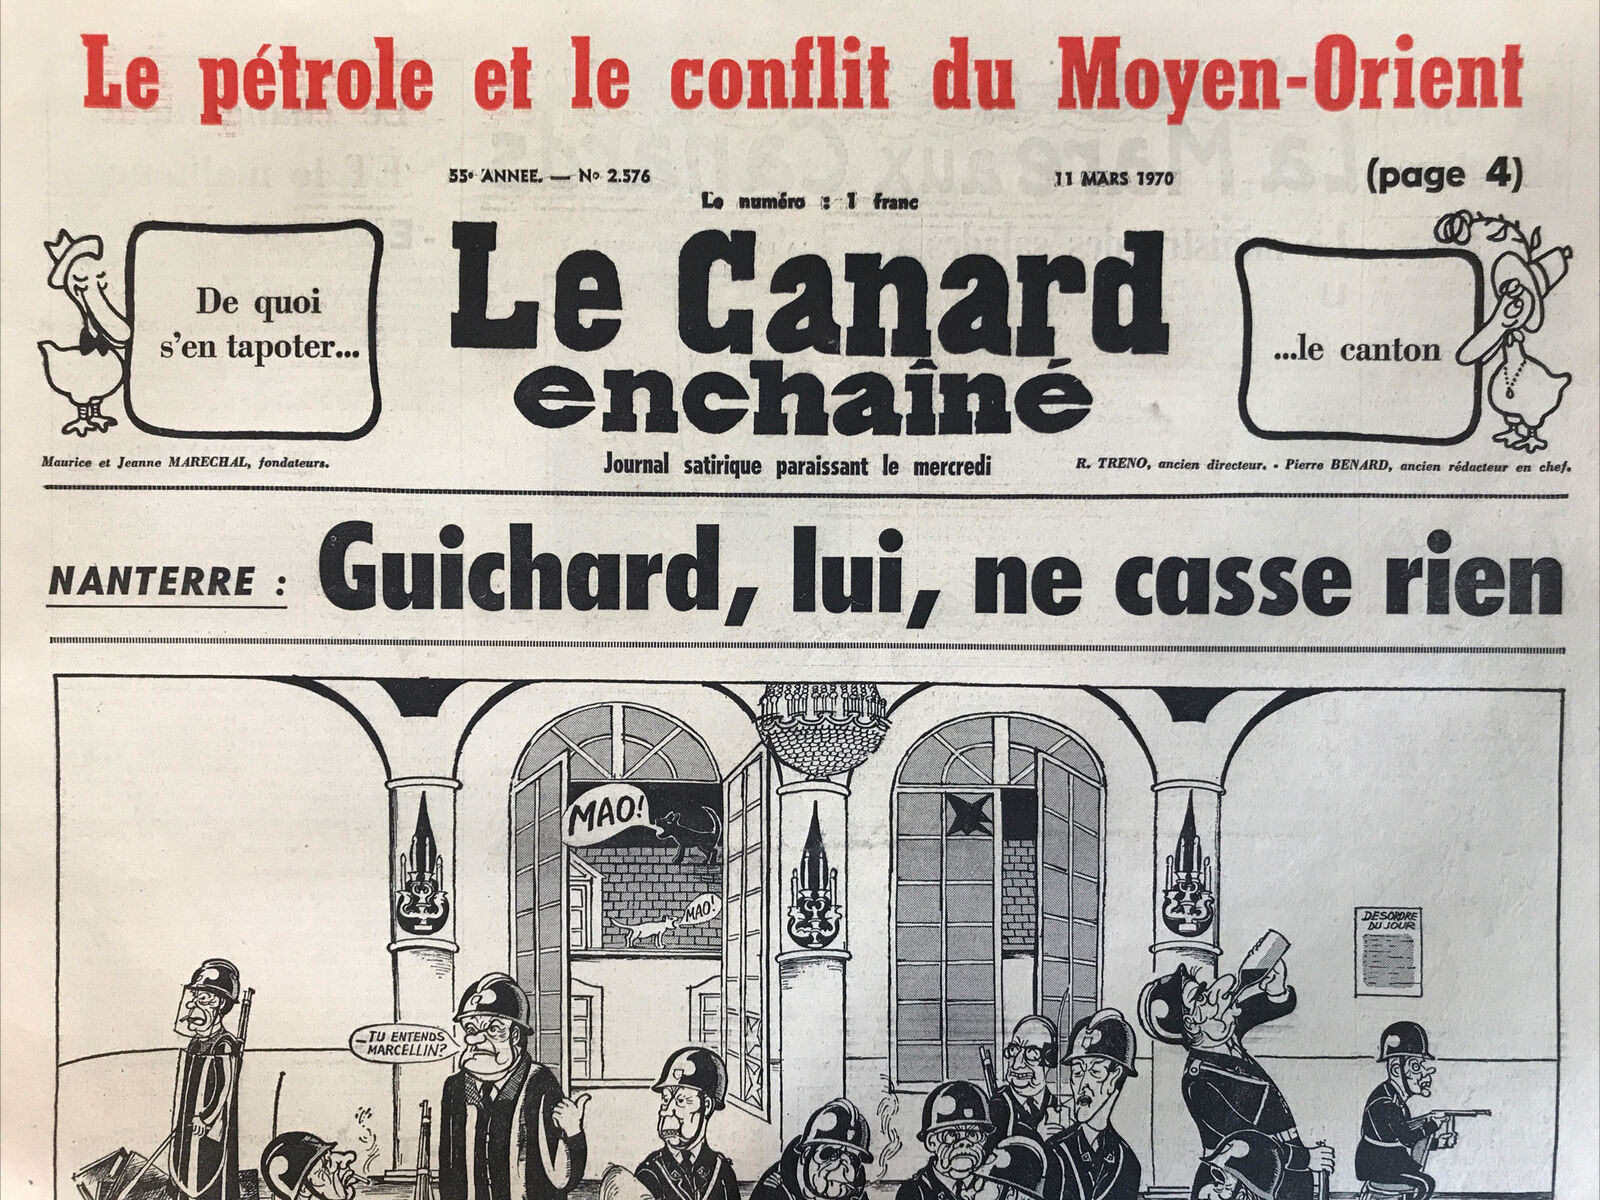 Le pétrole et le conflit du Moyen-Orient
55e ANNEE. — No 2.576
11 MARS 1970
(page 4)
Le numéro : 1 franc
De quoi
s'en tapoter...
Le Canard
enchaîné
...le canton
Maurice et Jeanne MARECHAL, fondateurs.
Journal satirique paraissant le mercredi
R. TRENO, ancien directeur. - Pierre BENARD, ancien rédacteur en chef.
NANTERRE : Guichard, lui, ne casse rien
MAO!
MAO!
DESORDRE
DU JOUR
TU ENTENDS
MARCELLIN?